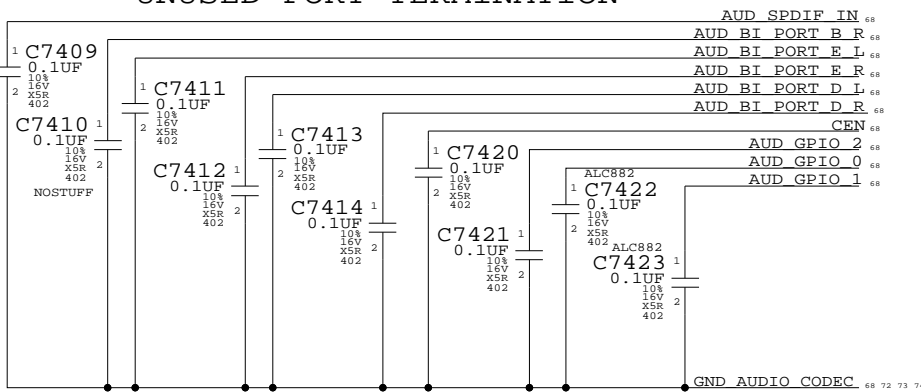 UNUSED PORT TERMINATION
AUD_SPDIF_IN 68
AUD_BI_PORT_B_R 68
AUD_BI_PORT_E_L 68
AUD_BI_PORT_E_R 68
AUD_BI_PORT_D_L 68
AUD_BI_PORT_D_R 68
CEN 68
AUD_GPIO_2 68
AUD_GPIO_0 68
AUD_GPIO_1 68
1 C7409
0.1UF
10%
16V
2 X5R
402
C7410 1
0.1UF
10%
16V
X5R 2
402
NOSTUFF
1 C7411
0.1UF
10%
16V
2 X5R
402
C7412 1
0.1UF
10%
16V
X5R 2
402
1 C7413
0.1UF
10%
16V
2 X5R
402
C7414 1
0.1UF
10%
16V
X5R 2
402
1 C7420
0.1UF
10%
16V
2 X5R
402
C7421 1
0.1UF
10%
16V
X5R 2
402
ALC882
1 C7422
0.1UF
10%
16V
2 X5R
402
ALC882
C7423 1
0.1UF
10%
16V
X5R 2
402
GND_AUDIO_CODEC 68 72 73